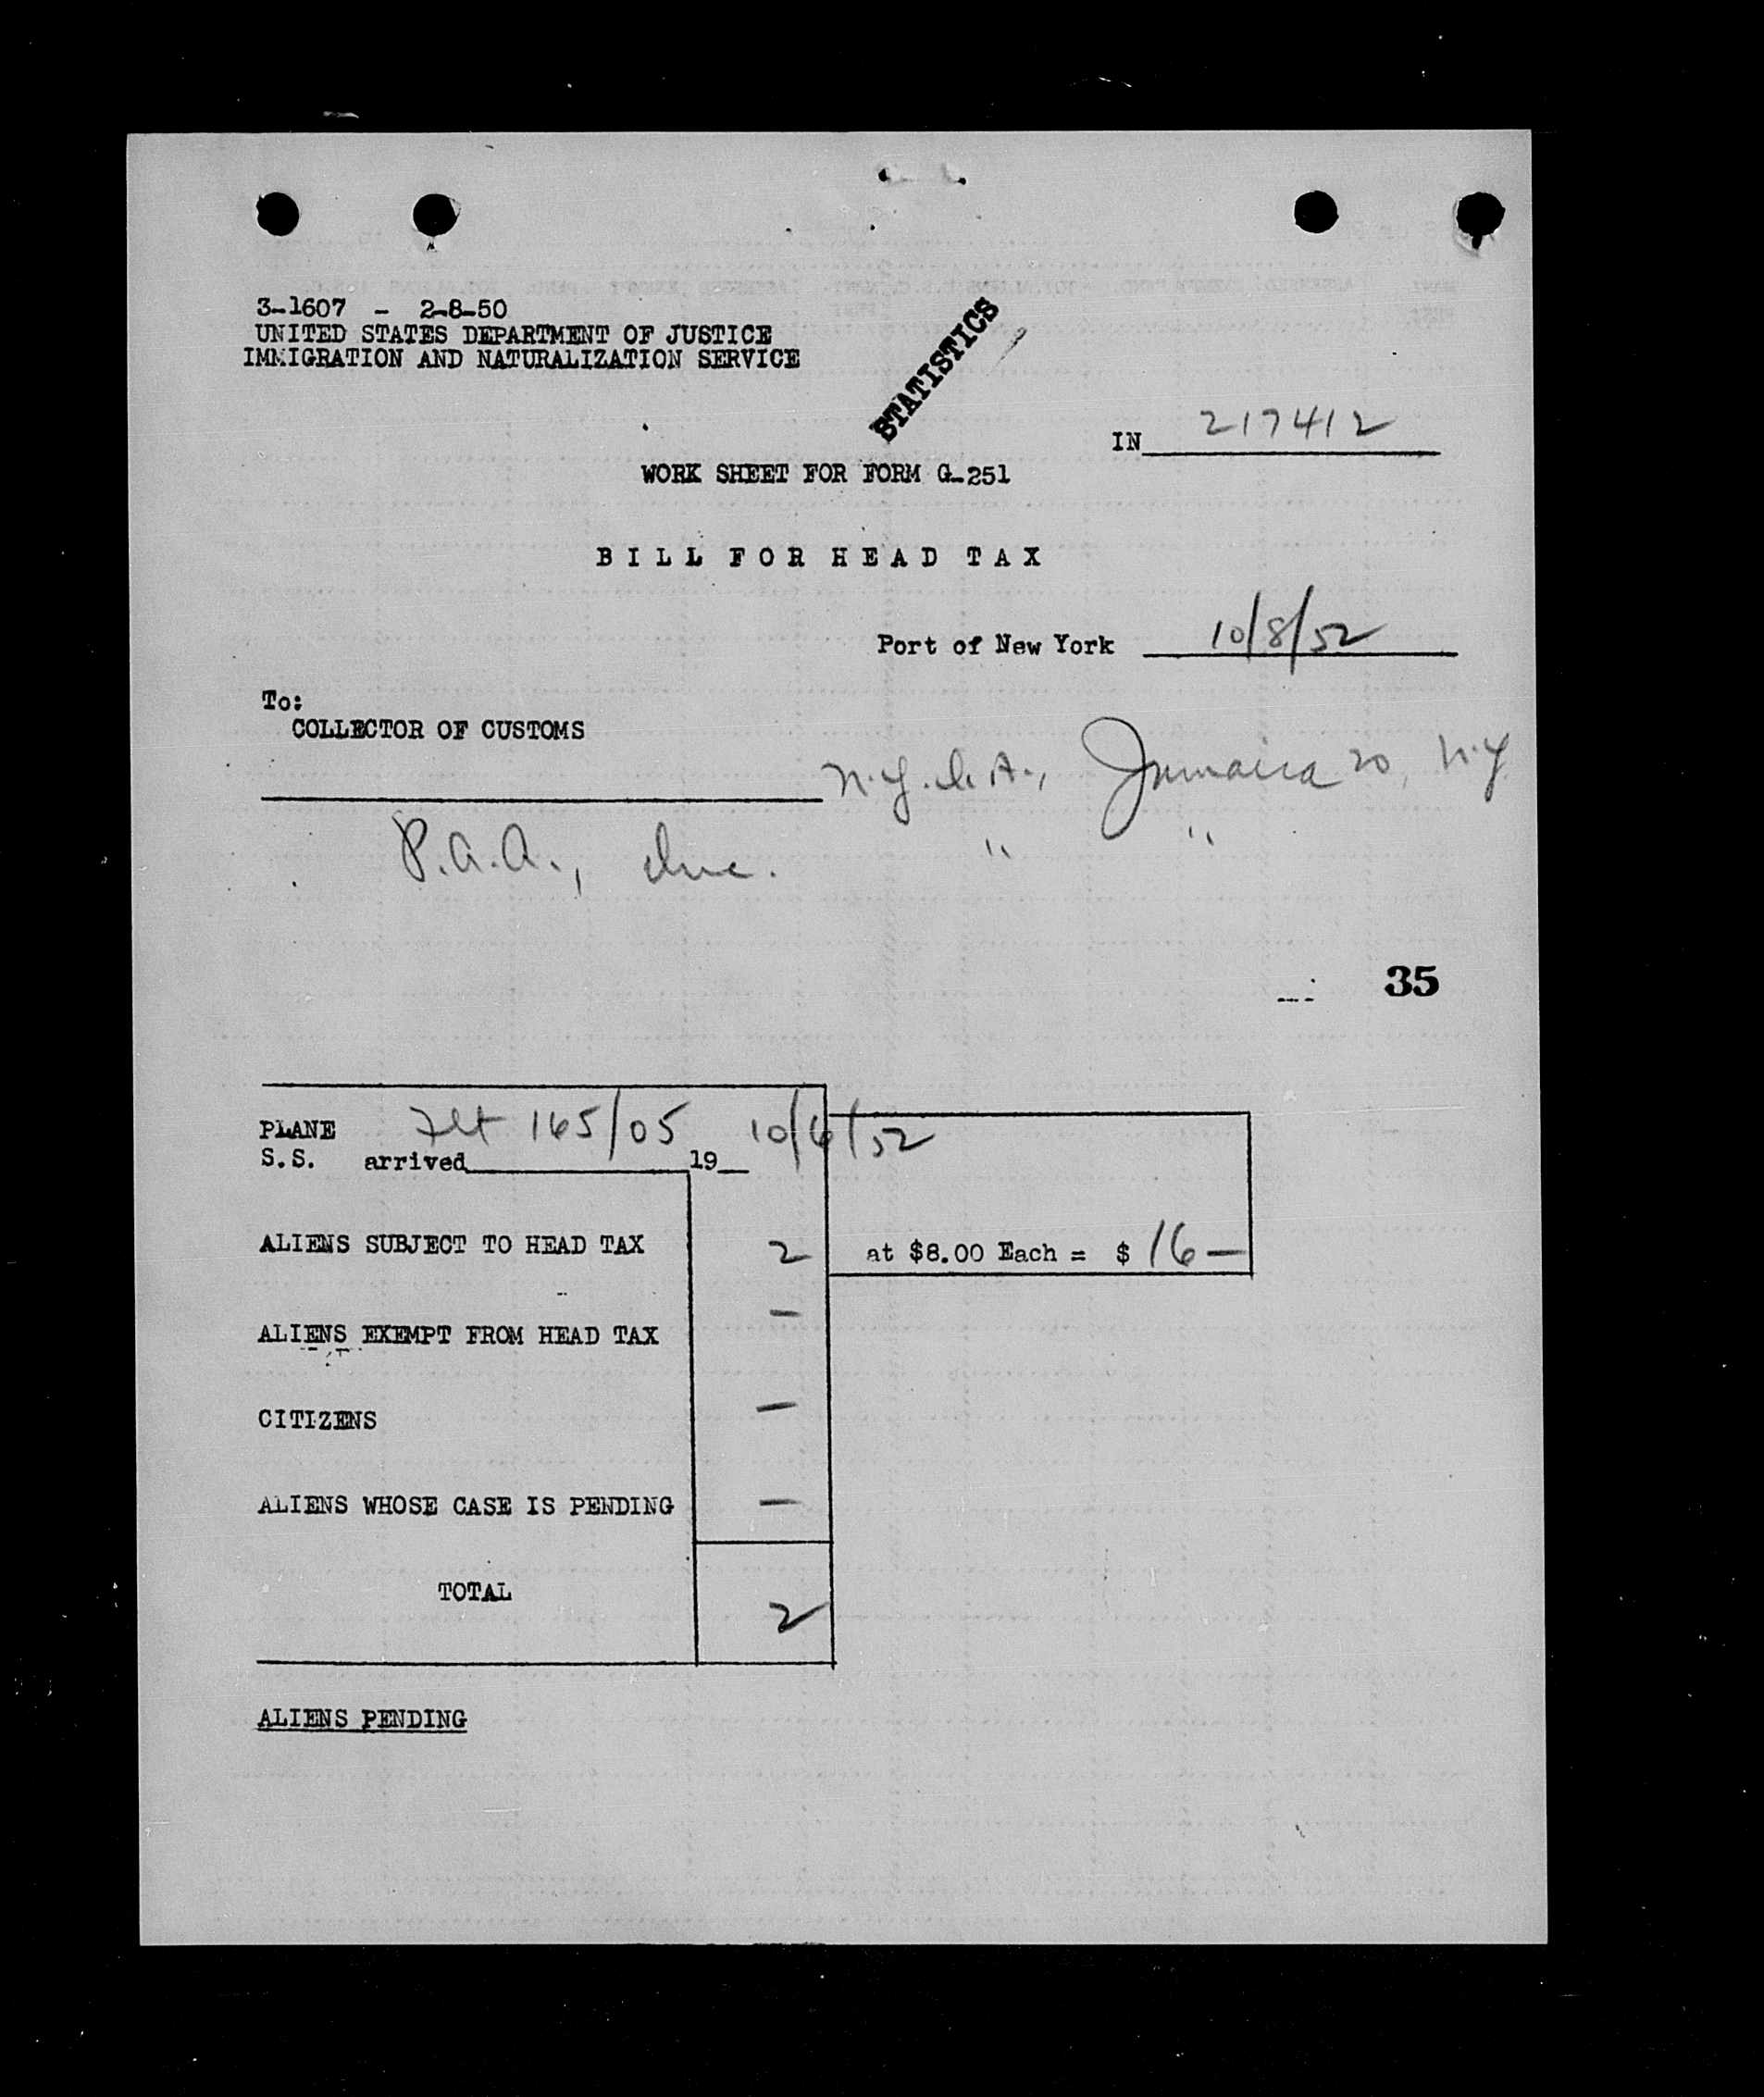 3-1607 - 2-8-50
UNITED STATES DEPARTMENT OF JUSTICE
IMMIGRATION AND NATURALIZATION SERVICE
STATISTICS
IN 217412
WORK SHEET FOR FORM G-251
BILL FOR HEAD TAX
Port of New York 10/8/52
To:
COLLECTOR OF CUSTOMS
N.Y.I.A., Jamaica 20, N.Y
P.A.A., Inc. " "
35
PLANE Flt 165/05 10/6/52
S.S. arrived 19
ALIENS SUBJECT TO HEAD TAX 2 at $8.00 Each = $ 16 —
ALIENS EXEMPT FROM HEAD TAX —
CITIZENS —
ALIENS WHOSE CASE IS PENDING —
TOTAL 2
ALIENS PENDING